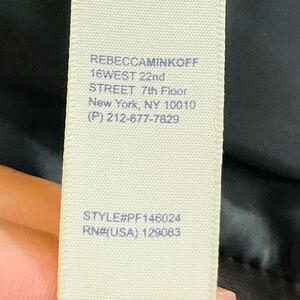 REBECCAMINKOFF
16WEST 22nd
STREET 7th Floor
New York, NY 10010
(P) 212-677-7829
STYLE#PF146024
RN#(USA) 129083